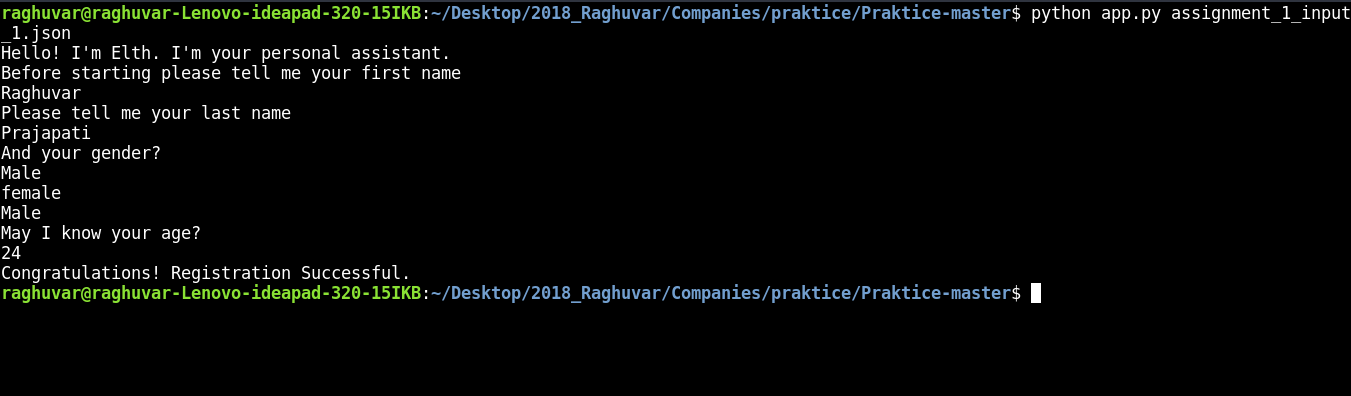 raghuvar@raghuvar-Lenovo-ideapad-320-15IKB:~/Desktop/2018_Raghuvar/Companies/praktice/Praktice-master$ python app.py assignment_1_input
_1.json
Hello! I'm Elth. I'm your personal assistant.
Before starting please tell me your first name
Raghuvar
Please tell me your last name
Prajapati
And your gender?
Male
female
Male
May I know your age?
24
Congratulations! Registration Successful.
raghuvar@raghuvar-Lenovo-ideapad-320-15IKB:~/Desktop/2018_Raghuvar/Companies/praktice/Praktice-master$